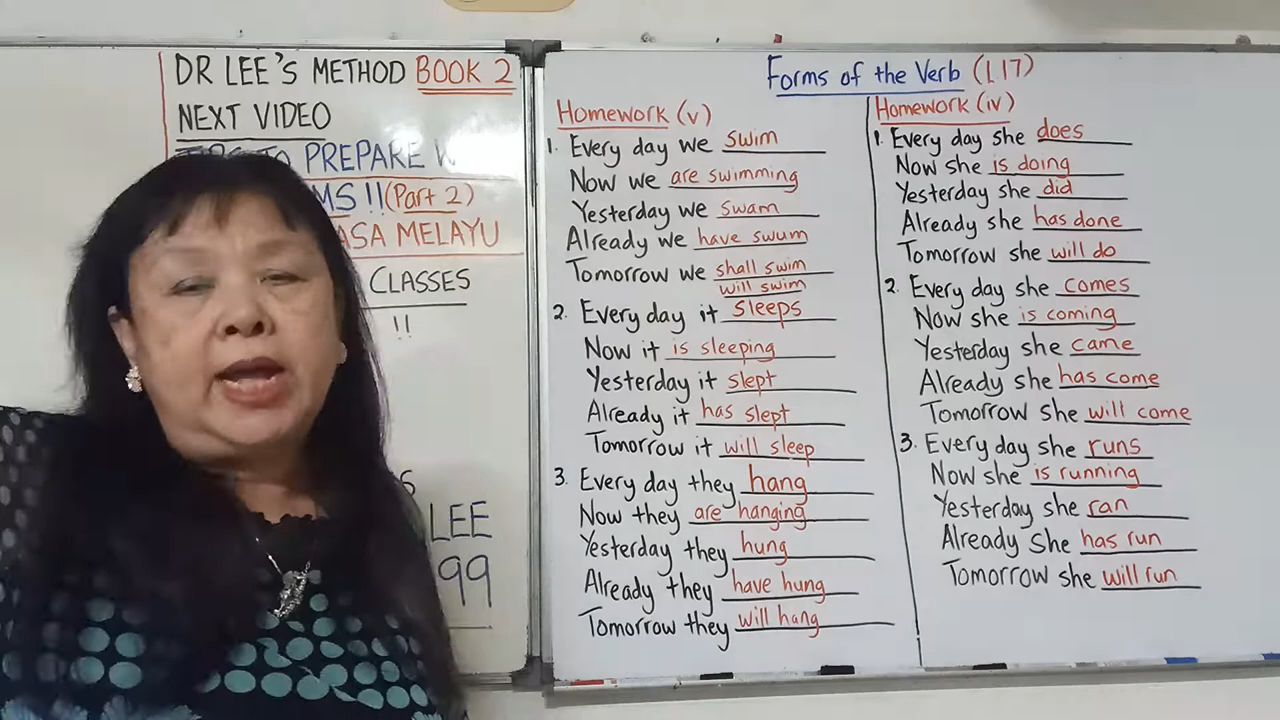 DR LEE'S METHOD BOOK 2
NEXT VIDEO
TO PREPARE
MS !! (Part 2)
ASA MELAYU
CLASSES
!!
LEE
99
Forms of the Verb (1.17)
Homework (v)
1. Every day we swim
Now we are swimming
Yesterday we swam
Already we have swum
Tomorrow we shall swim
will swim
2. Every day it sleeps
Now it is sleeping
Yesterday it slept
Already it has slept
Tomorrow it will sleep
3. Every day they hang
Now they are hanging
Yesterday they hung
Already they have hung
Tomorrow they will hang
Homework (iv)
1. Every day she does
Now she is doing
Yesterday she did
Already she has done
Tomorrow she will do
2. Every day she comes
Now she is coming
Yesterday she came
Already she has come
Tomorrow she will come
3. Every day she runs
Now she is running
Yesterday she ran
Already she has run
Tomorrow she will run